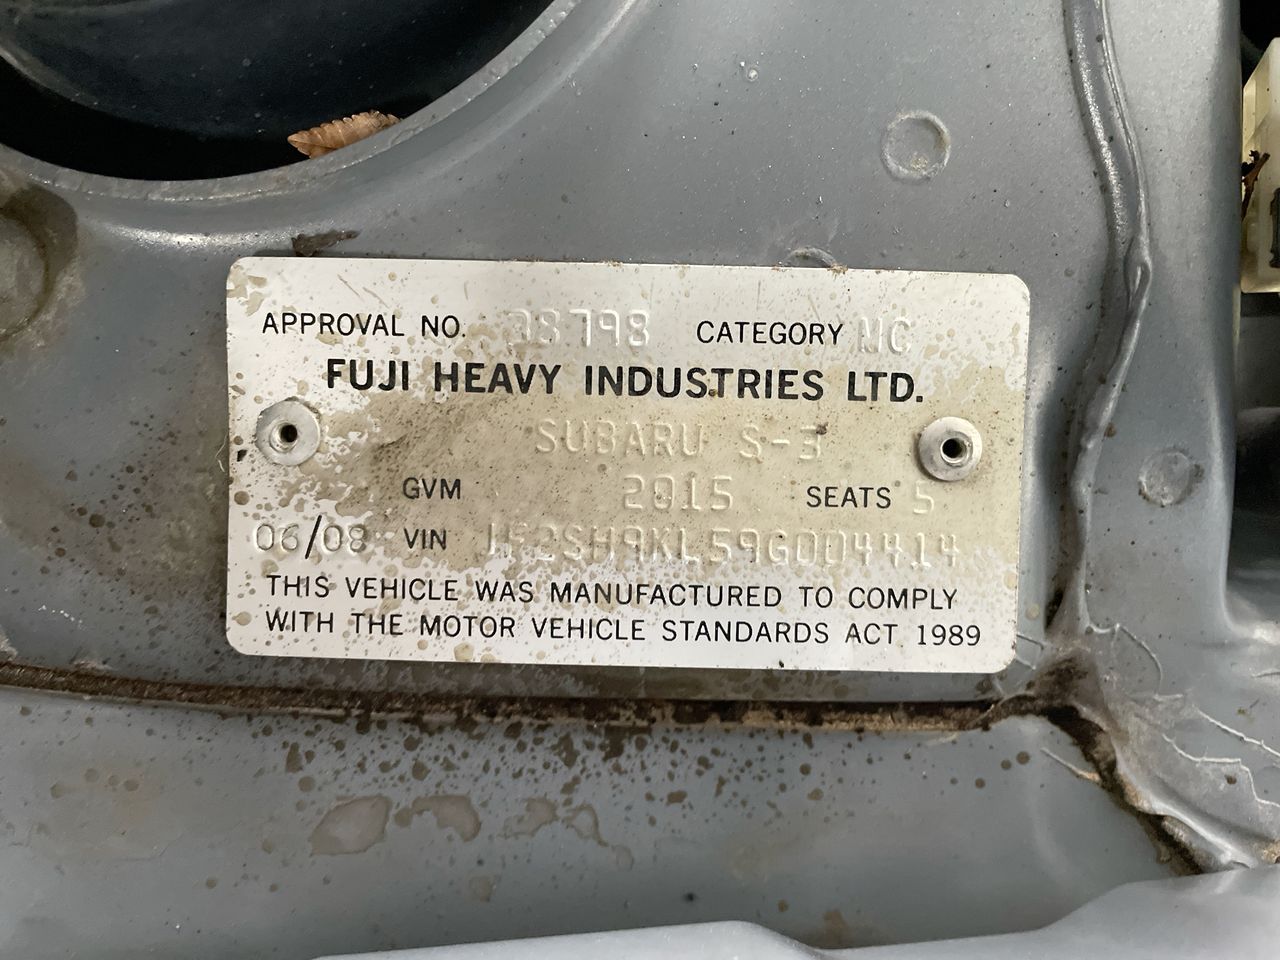 APPROVAL NO. 38798 CATEGORY MC
FUJI HEAVY INDUSTRIES LTD.
SUBARU S-3
GVM 2015 SEATS 5
06/08 VIN JF2SH9KL59G004414
THIS VEHICLE WAS MANUFACTURED TO COMPLY
WITH THE MOTOR VEHICLE STANDARDS ACT 1989